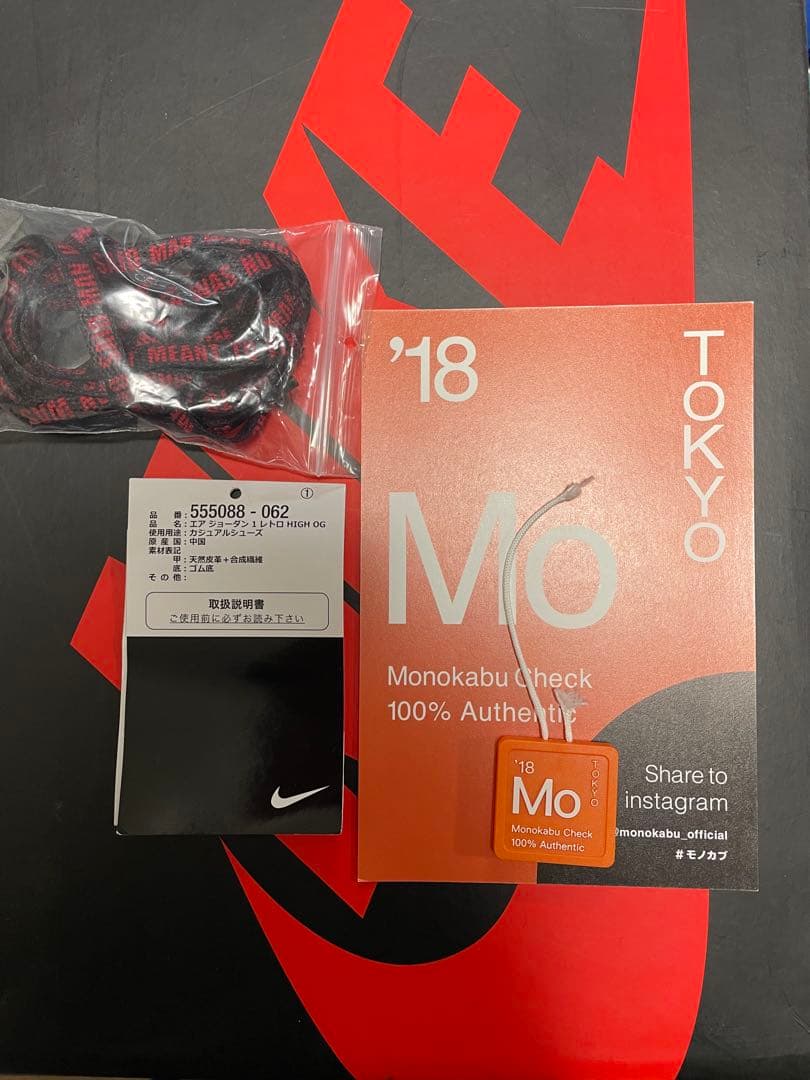 MEANT
①
品 番：555088 - 062
品 名：エア ジョーダン 1 レトロ HIGH OG
使用用途：カジュアルシューズ
原 産 国：中国
素材表記
甲：天然皮革＋合成繊維
底：ゴム底
そ の 他：
取扱説明書
ご使用前に必ずお読み下さい
’18
TOKYO
Mo
Monokabu Check
100% Authentic
Share to
instagram
@monokabu_official
#モノカブ
’18
TOKYO
Mo
Monokabu Check
100% Authentic